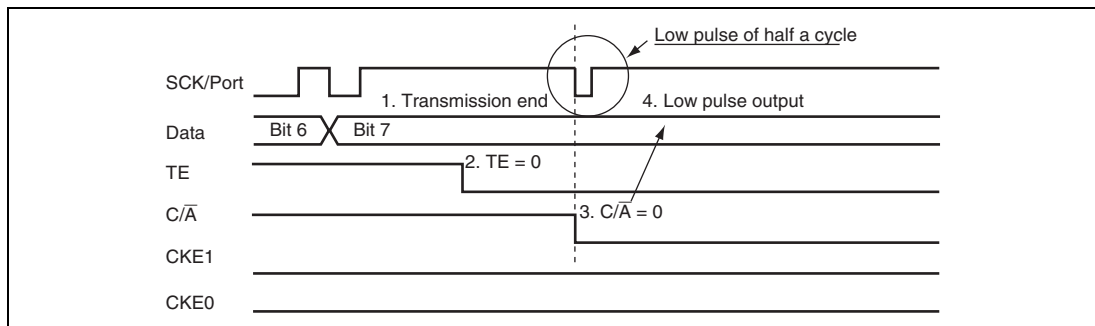 Low pulse of half a cycle
SCK/Port
1. Transmission end
4. Low pulse output
Data
Bit 6
Bit 7
TE
2. TE = 0
C/A̅
3. C/A̅ = 0
CKE1
CKE0